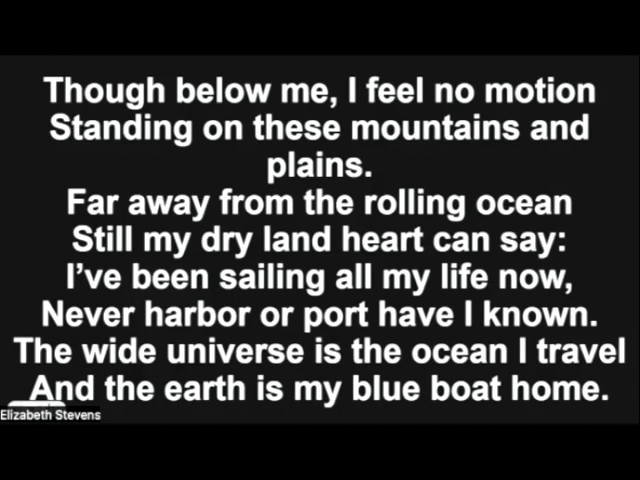 Though below me, I feel no motion
Standing on these mountains and
plains.
Far away from the rolling ocean
Still my dry land heart can say:
I've been sailing all my life now,
Never harbor or port have I known.
The wide universe is the ocean I travel
And the earth is my blue boat home.
Elizabeth Stevens